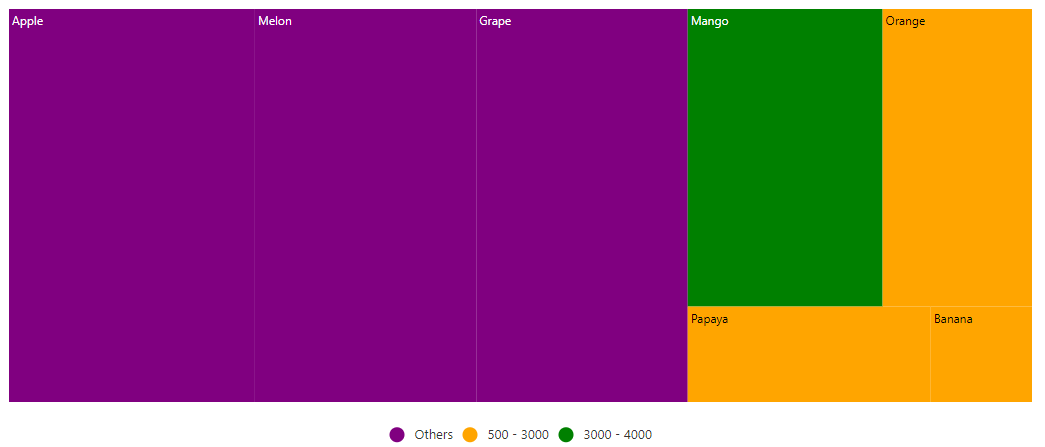 Apple
Melon
Grape
Mango
Orange
Papaya
Banana
Others
500 - 3000
3000 - 4000